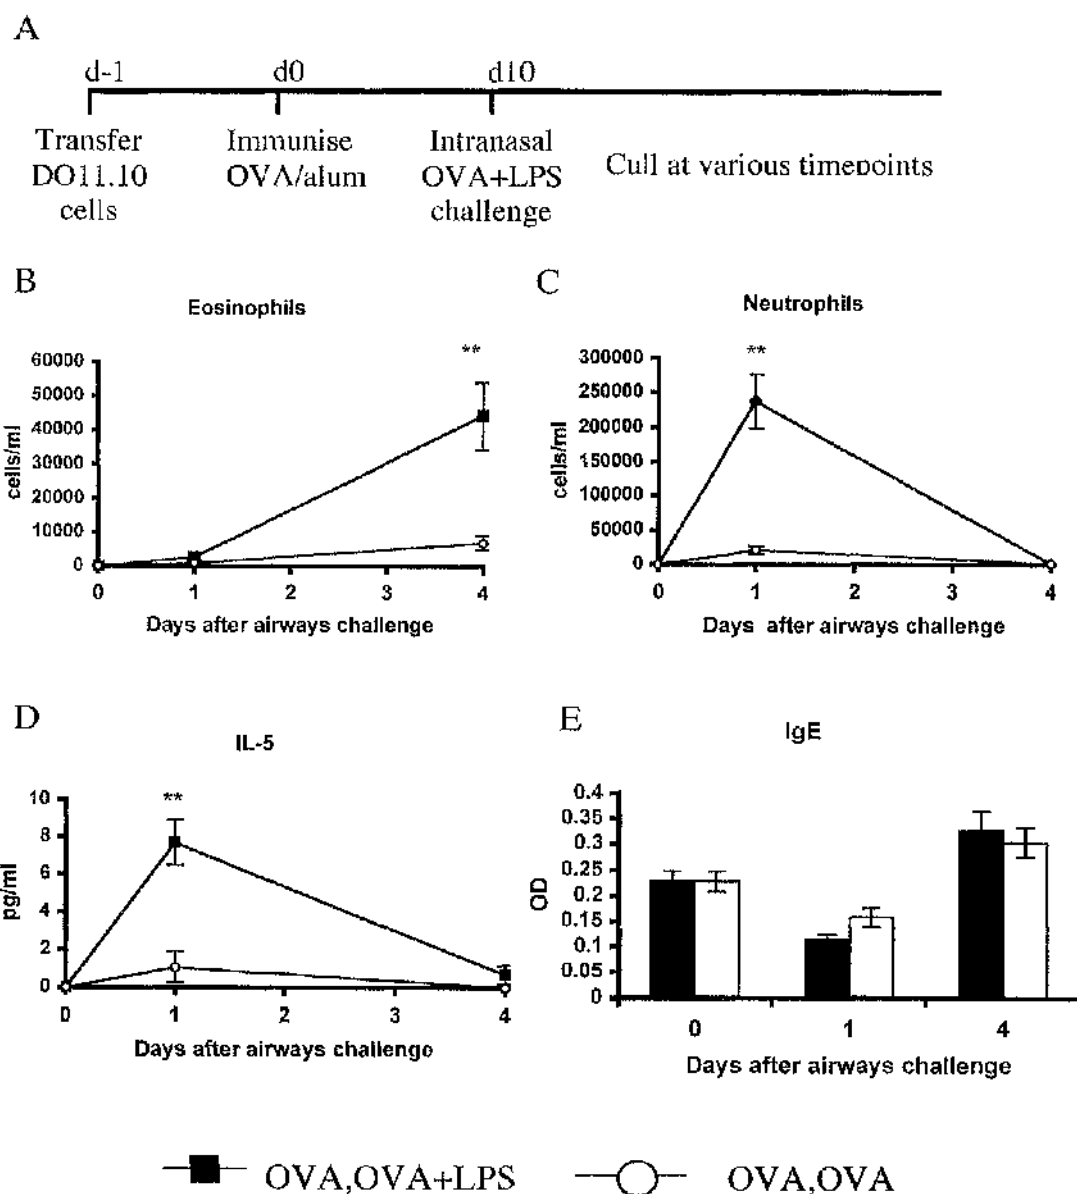 A
d-1 d0 d10
Transfer Immunise Intranasal
DO11.10 OVA/alum OVA+LPS Cull at various timepoints
cells challenge
B C
Eosinophils Neutrophils
** **
60000
50000
40000
30000
20000
10000
0
cells/ml
0 1 2 3 4
Days after airways challenge
300000
250000
200000
150000
100000
50000
0
cells/ml
0 1 2 3 4
Days after airways challenge
D E
IL-5 IgE
**
10
8
6
4
2
0
pg/ml
0 1 2 3 4
Days after airways challenge
0.4
0.35
0.3
0.25
0.2
0.15
0.1
0.05
0
OD
0 1 4
Days after airways challenge
OVA,OVA+LPS OVA,OVA